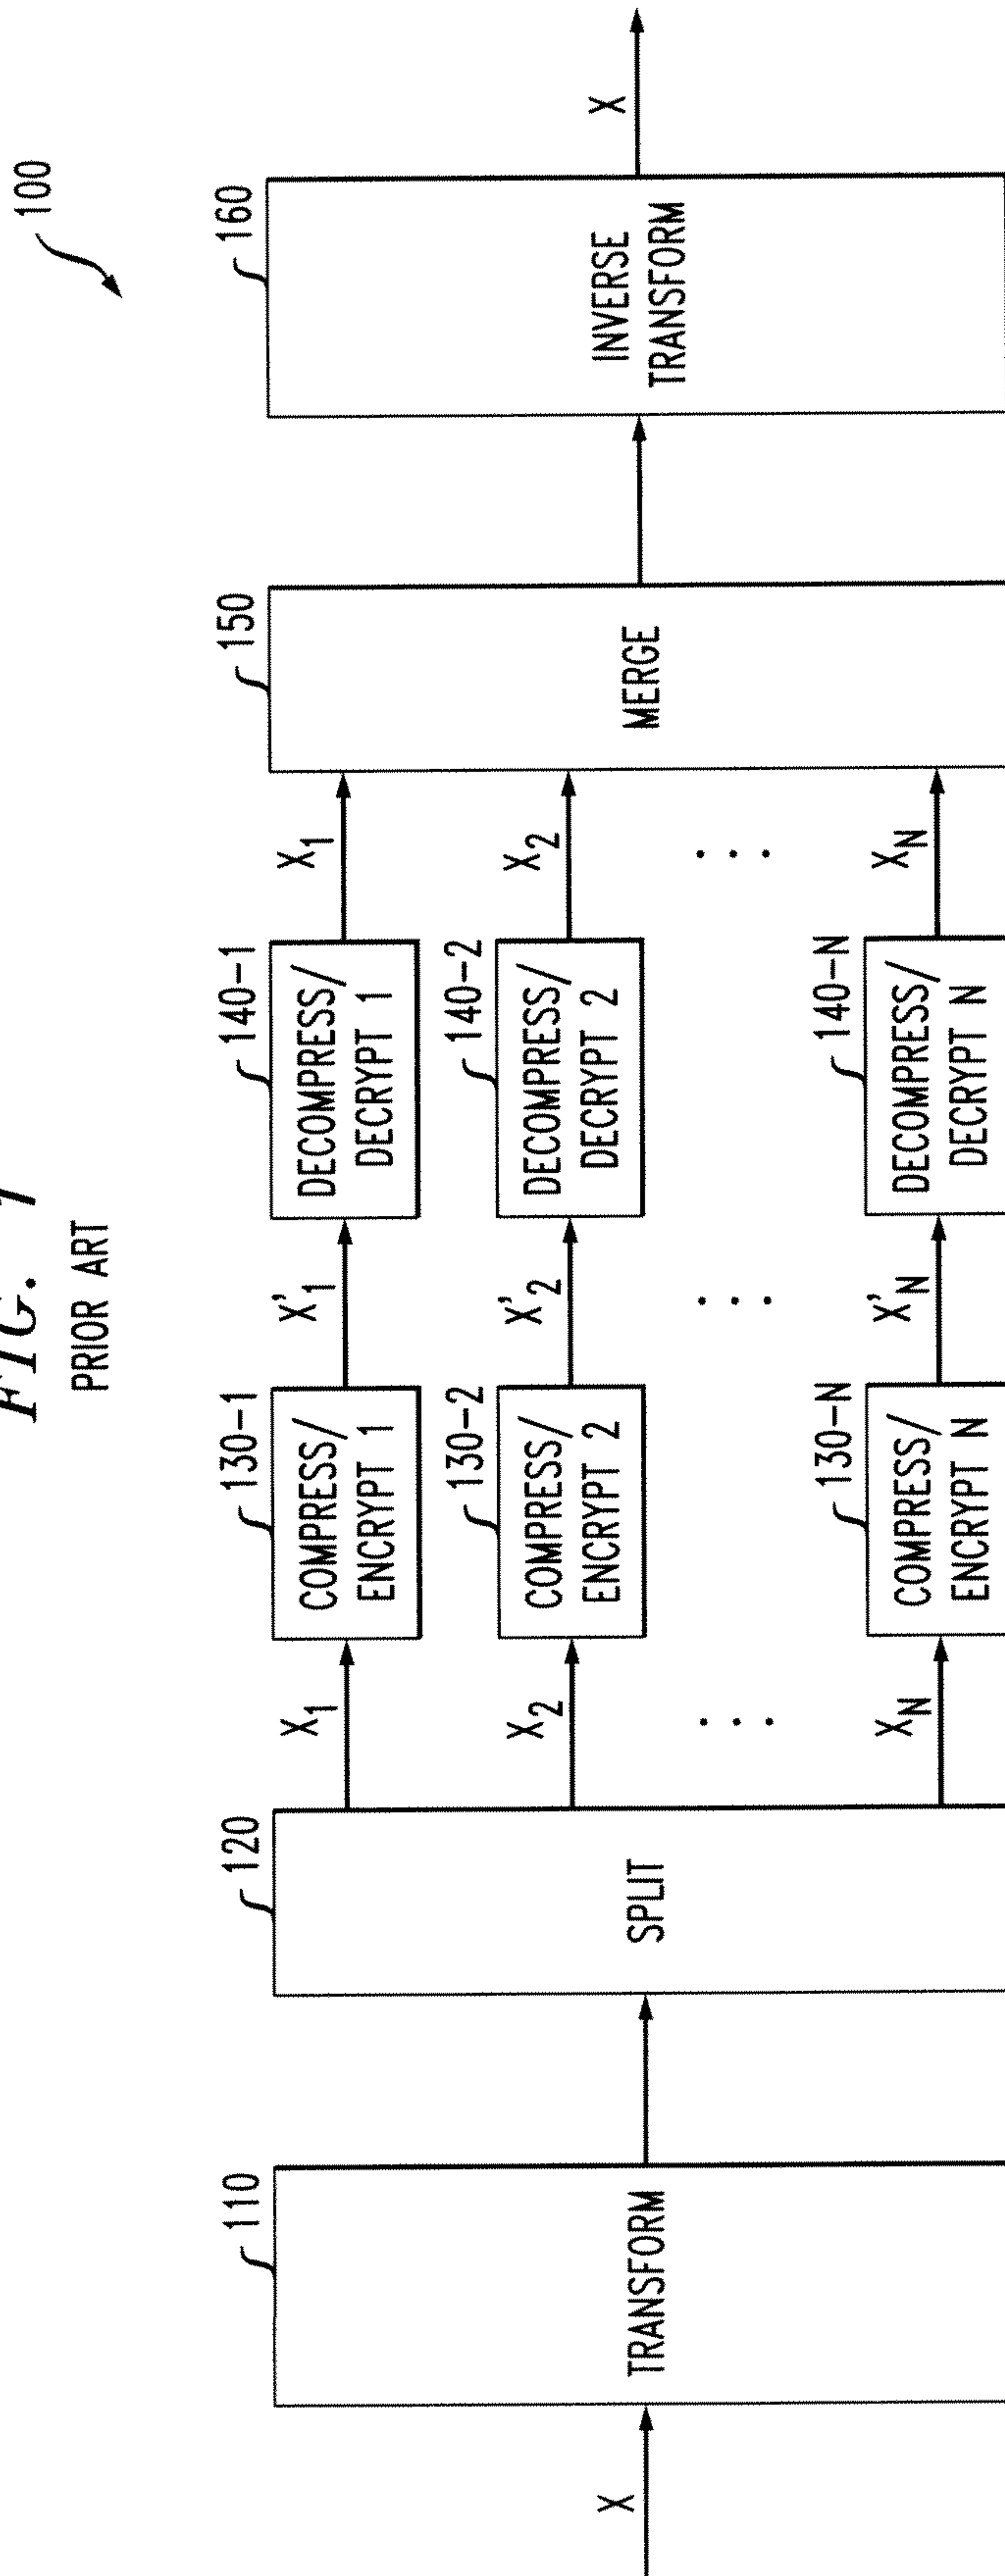 FIG. 1
PRIOR ART
100
X
110
TRANSFORM
120
SPLIT
X1
X2
. . .
XN
130-1
COMPRESS/
ENCRYPT 1
130-2
COMPRESS/
ENCRYPT 2
130-N
COMPRESS/
ENCRYPT N
X'1
X'2
. . .
X'N
140-1
DECOMPRESS/
DECRYPT 1
140-2
DECOMPRESS/
DECRYPT 2
140-N
DECOMPRESS/
DECRYPT N
X1
X2
. . .
XN
150
MERGE
160
INVERSE
TRANSFORM
X